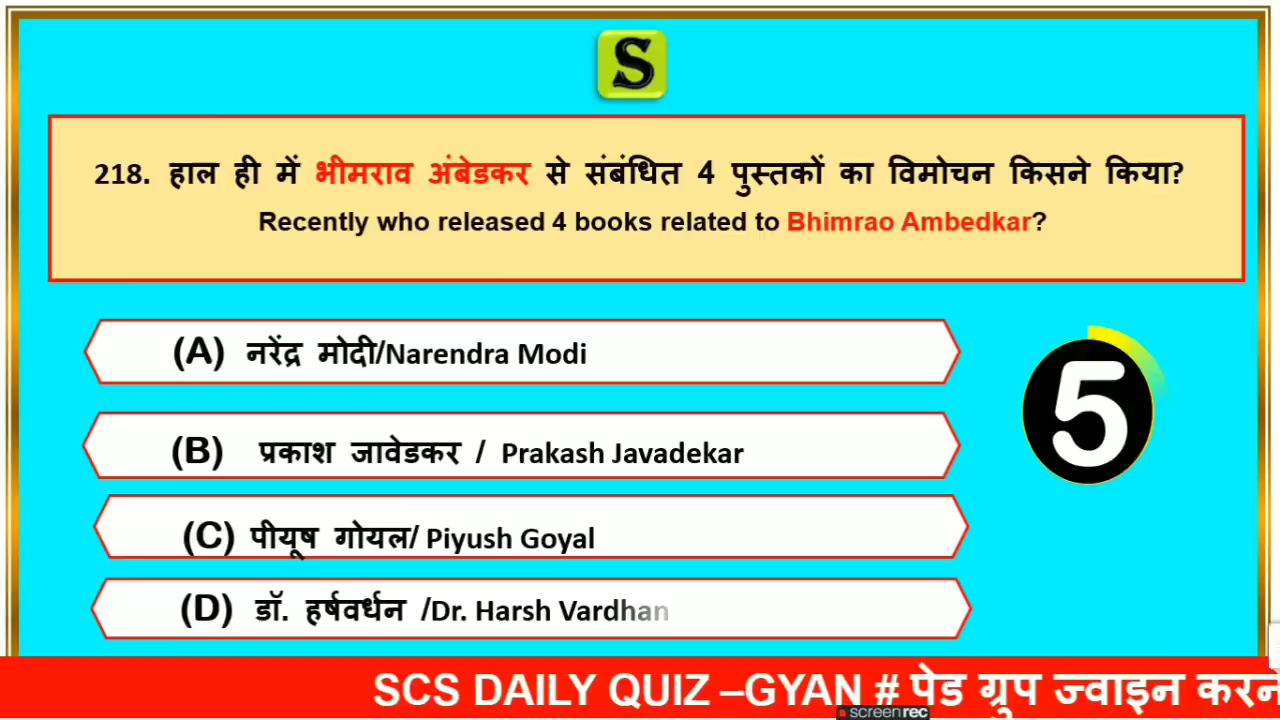 S
218. हाल ही में भीमराव अंबेडकर से संबंधित 4 पुस्तकों का विमोचन किसने किया?
Recently who released 4 books related to Bhimrao Ambedkar?
(A) नरेंद्र मोदी/Narendra Modi
5
(B) प्रकाश जावेडकर / Prakash Javadekar
(C) पीयूष गोयल/ Piyush Goyal
(D) डॉ. हर्षवर्धन /Dr. Harsh Vardhan
SCS DAILY QUIZ –GYAN # पेड ग्रुप ज्वाइन करन
screenrec